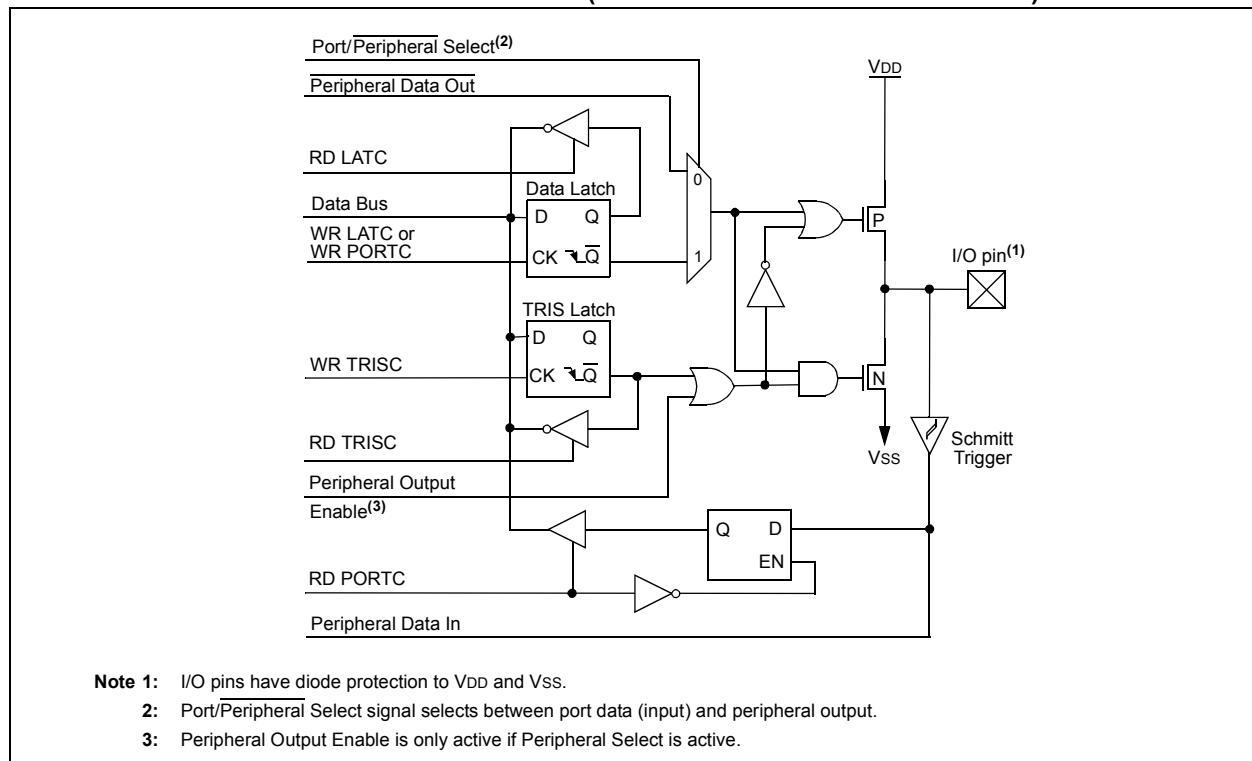 Port/Peripheral Select(2)
Peripheral Data Out
VDD
RD LATC
0
Data Latch
Data Bus
D Q
P
WR LATC or
WR PORTC
CK Q
1
I/O pin(1)
TRIS Latch
D Q
WR TRISC
CK Q
N
RD TRISC
VSS
Schmitt
Trigger
Peripheral Output
Enable(3)
Q D
EN
RD PORTC
Peripheral Data In
Note 1: I/O pins have diode protection to VDD and VSS.
2: Port/Peripheral Select signal selects between port data (input) and peripheral output.
3: Peripheral Output Enable is only active if Peripheral Select is active.